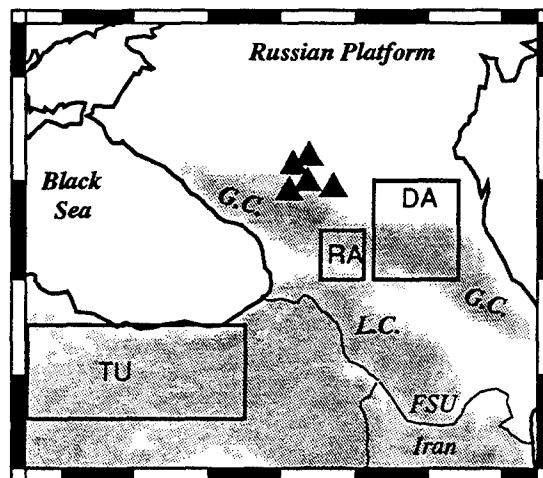 Russian Platform
Black
Sea
G.C.
DA
RA
G.C.
L.C.
TU
FSU
Iran